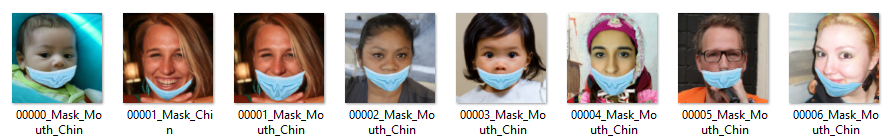 00000_Mask_Mo
uth_Chin
00001_Mask_Chi
n
00001_Mask_Mo
uth_Chin
00002_Mask_Mo
uth_Chin
00003_Mask_Mo
uth_Chin
00004_Mask_Mo
uth_Chin
00005_Mask_Mo
uth_Chin
00006_Mask_Mo
uth_Chin